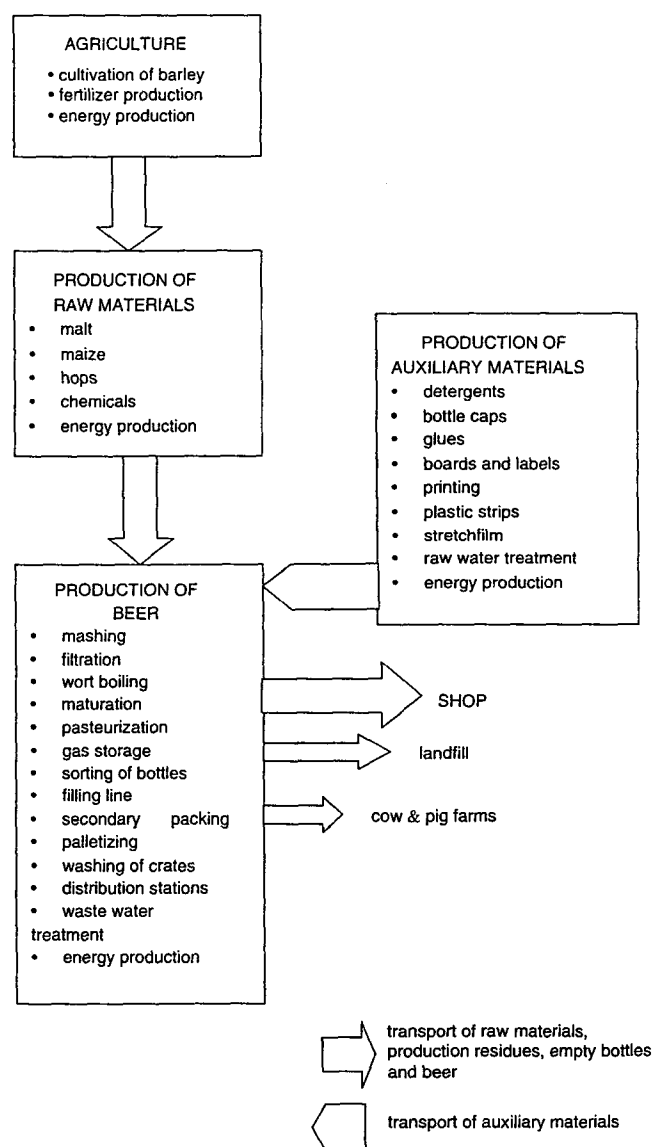 AGRICULTURE
• cultivation of barley
• fertilizer production
• energy production
PRODUCTION OF
RAW MATERIALS
• malt
• maize
• hops
• chemicals
• energy production
PRODUCTION OF
AUXILIARY MATERIALS
• detergents
• bottle caps
• glues
• boards and labels
• printing
• plastic strips
• stretchfilm
• raw water treatment
• energy production
PRODUCTION OF
BEER
• mashing
• filtration
• wort boiling
• maturation
• pasteurization
• gas storage
• sorting of bottles
• filling line
• secondary packing
• palletizing
• washing of crates
• distribution stations
• waste water
treatment
• energy production
SHOP
landfill
cow & pig farms
transport of raw materials,
production residues, empty bottles
and beer
transport of auxiliary materials